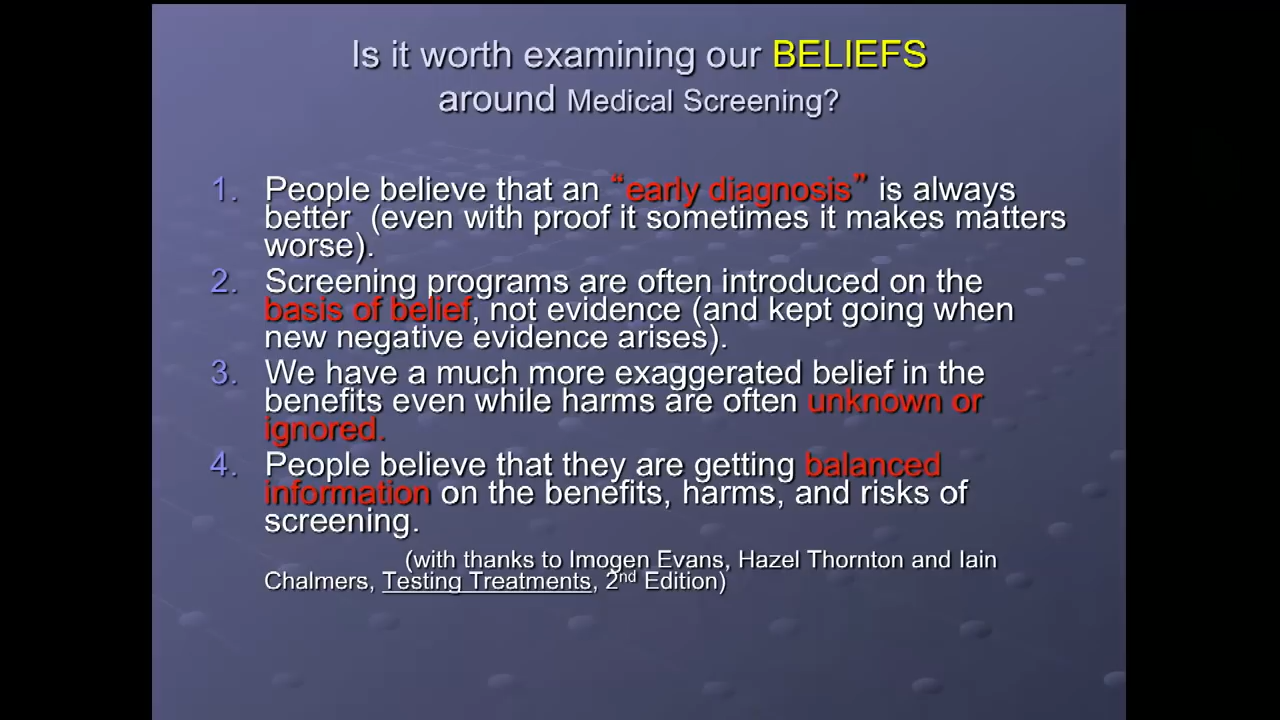 Is it worth examining our BELIEFS
around Medical Screening?
1. People believe that an “early diagnosis” is always
better (even with proof it sometimes it makes matters
worse).
2. Screening programs are often introduced on the
basis of belief, not evidence (and kept going when
new negative evidence arises).
3. We have a much more exaggerated belief in the
benefits even while harms are often unknown or
ignored.
4. People believe that they are getting balanced
information on the benefits, harms, and risks of
screening.
(with thanks to Imogen Evans, Hazel Thornton and Iain
Chalmers, Testing Treatments, 2nd Edition)